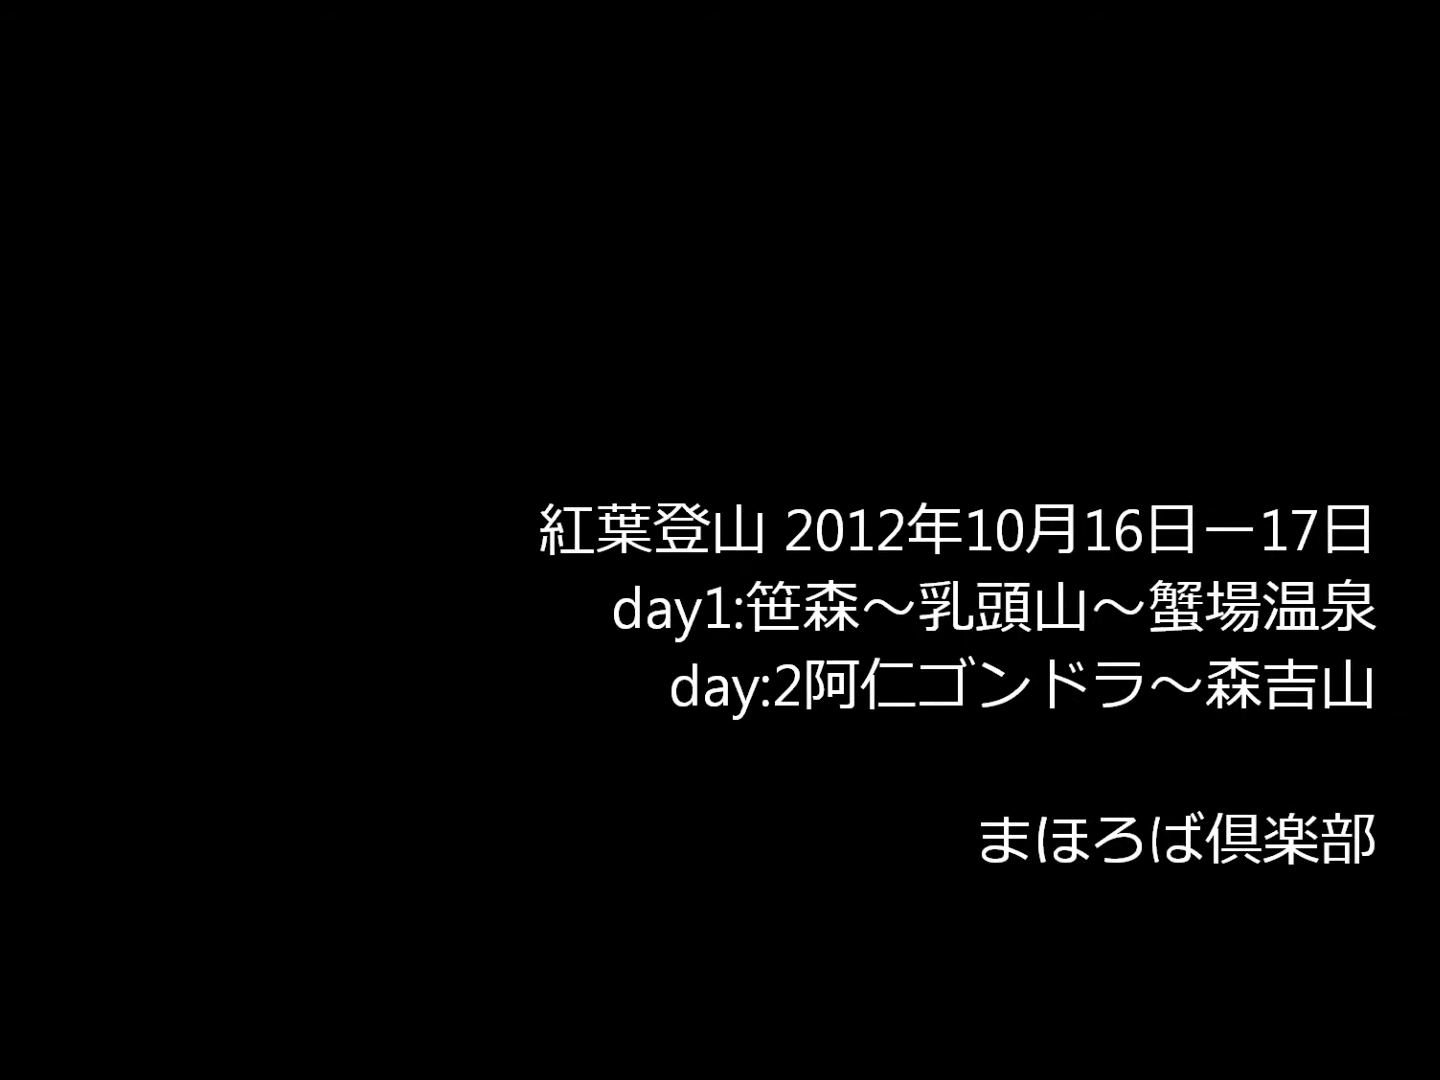 紅葉登山 2012年10月16日ー17日
day1:笹森～乳頭山～蟹場温泉
day:2阿仁ゴンドラ～森吉山
まほろば倶楽部